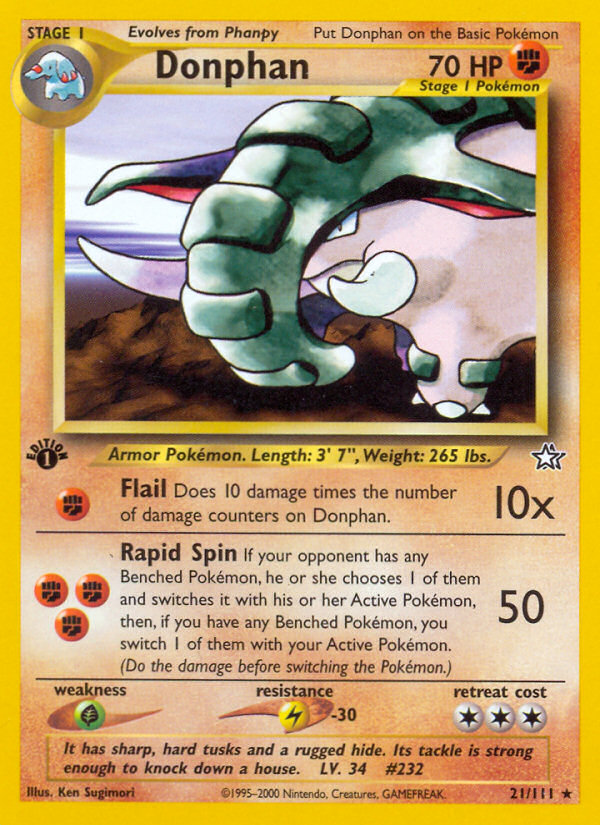 STAGE 1 Evolves from Phanpy Put Donphan on the Basic Pokémon
Donphan 70 HP
Stage 1 Pokémon
EDITION
1
Armor Pokémon. Length: 3' 7", Weight: 265 lbs.
Flail Does 10 damage times the number
of damage counters on Donphan.
10x
Rapid Spin If your opponent has any
Benched Pokémon, he or she chooses 1 of them
and switches it with his or her Active Pokémon,
then, if you have any Benched Pokémon, you
switch 1 of them with your Active Pokémon.
(Do the damage before switching the Pokémon.)
50
weakness resistance retreat cost
-30
It has sharp, hard tusks and a rugged hide. Its tackle is strong
enough to knock down a house. LV. 34 #232
Illus. Ken Sugimori ©1995-2000 Nintendo, Creatures, GAMEFREAK. 21/111 ★